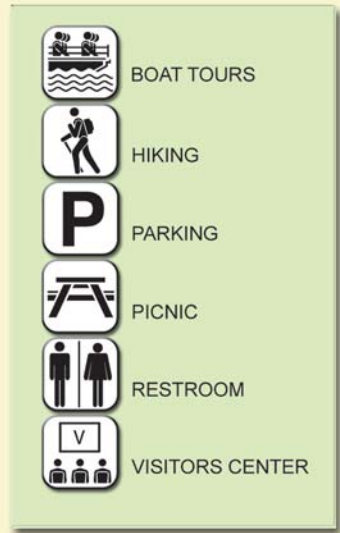 BOAT TOURS
HIKING
P
PARKING
PICNIC
RESTROOM
V
VISITORS CENTER